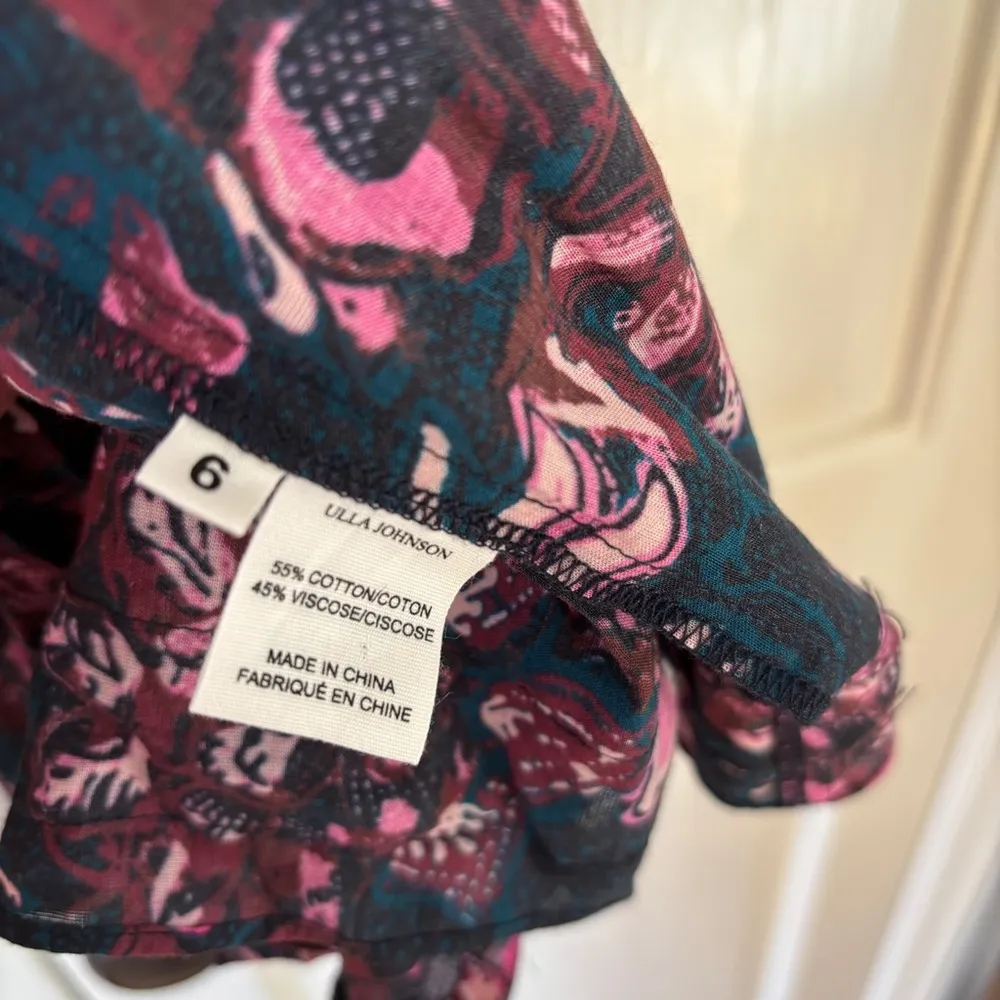 6
ULLA JOHNSON
55% COTTON/COTON
45% VISCOSE/CISCOSE
MADE IN CHINA
FABRIQUÉ EN CHINE